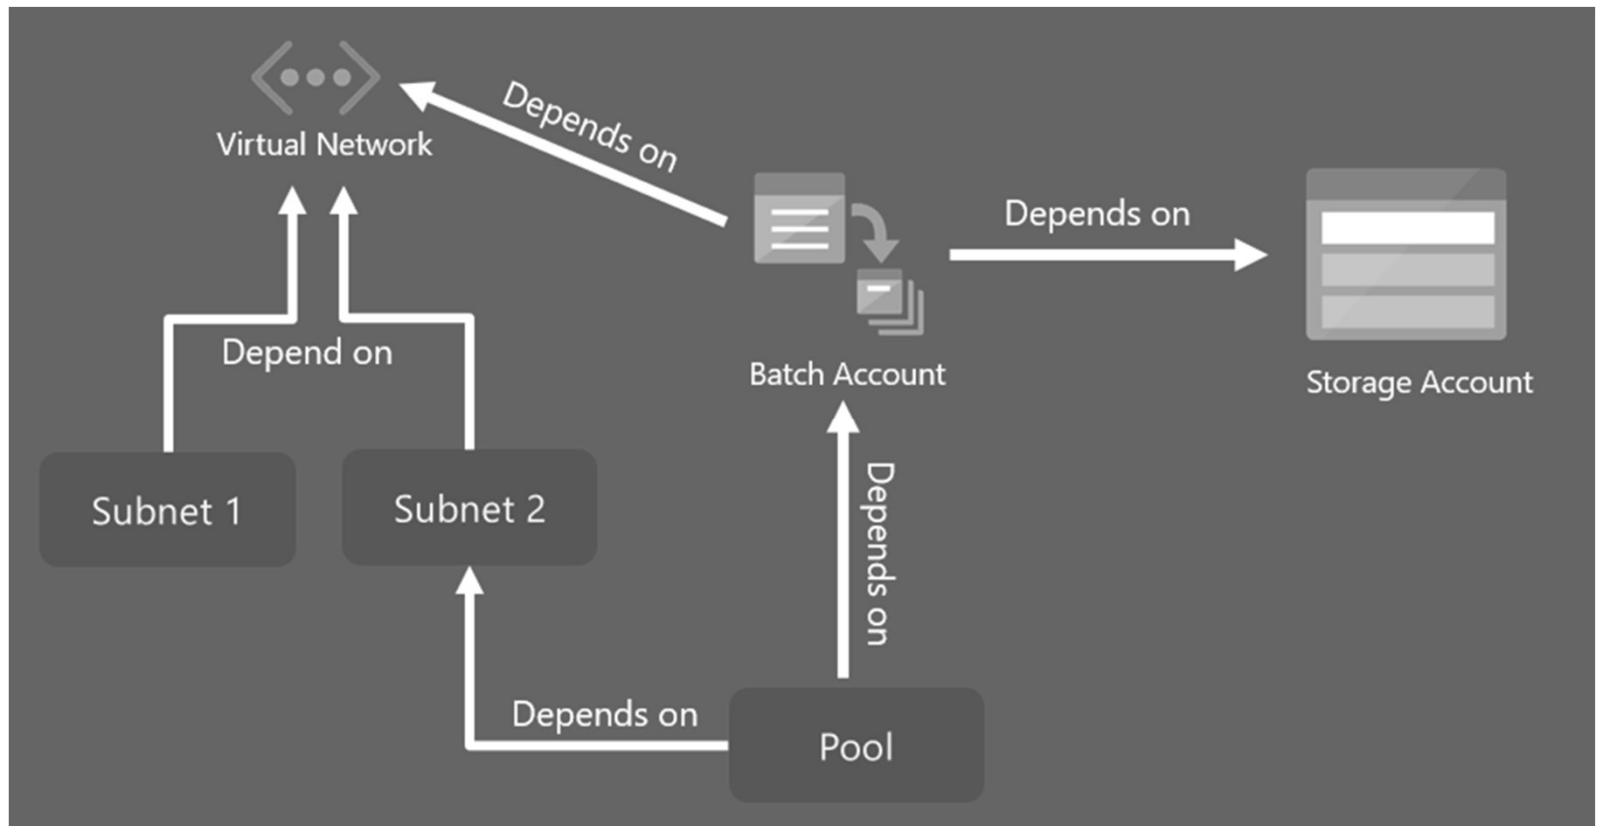 Depends on
Virtual Network
Depends on
Depend on
Batch Account
Storage Account
Depends on
Subnet 1
Subnet 2
Depends on
Pool